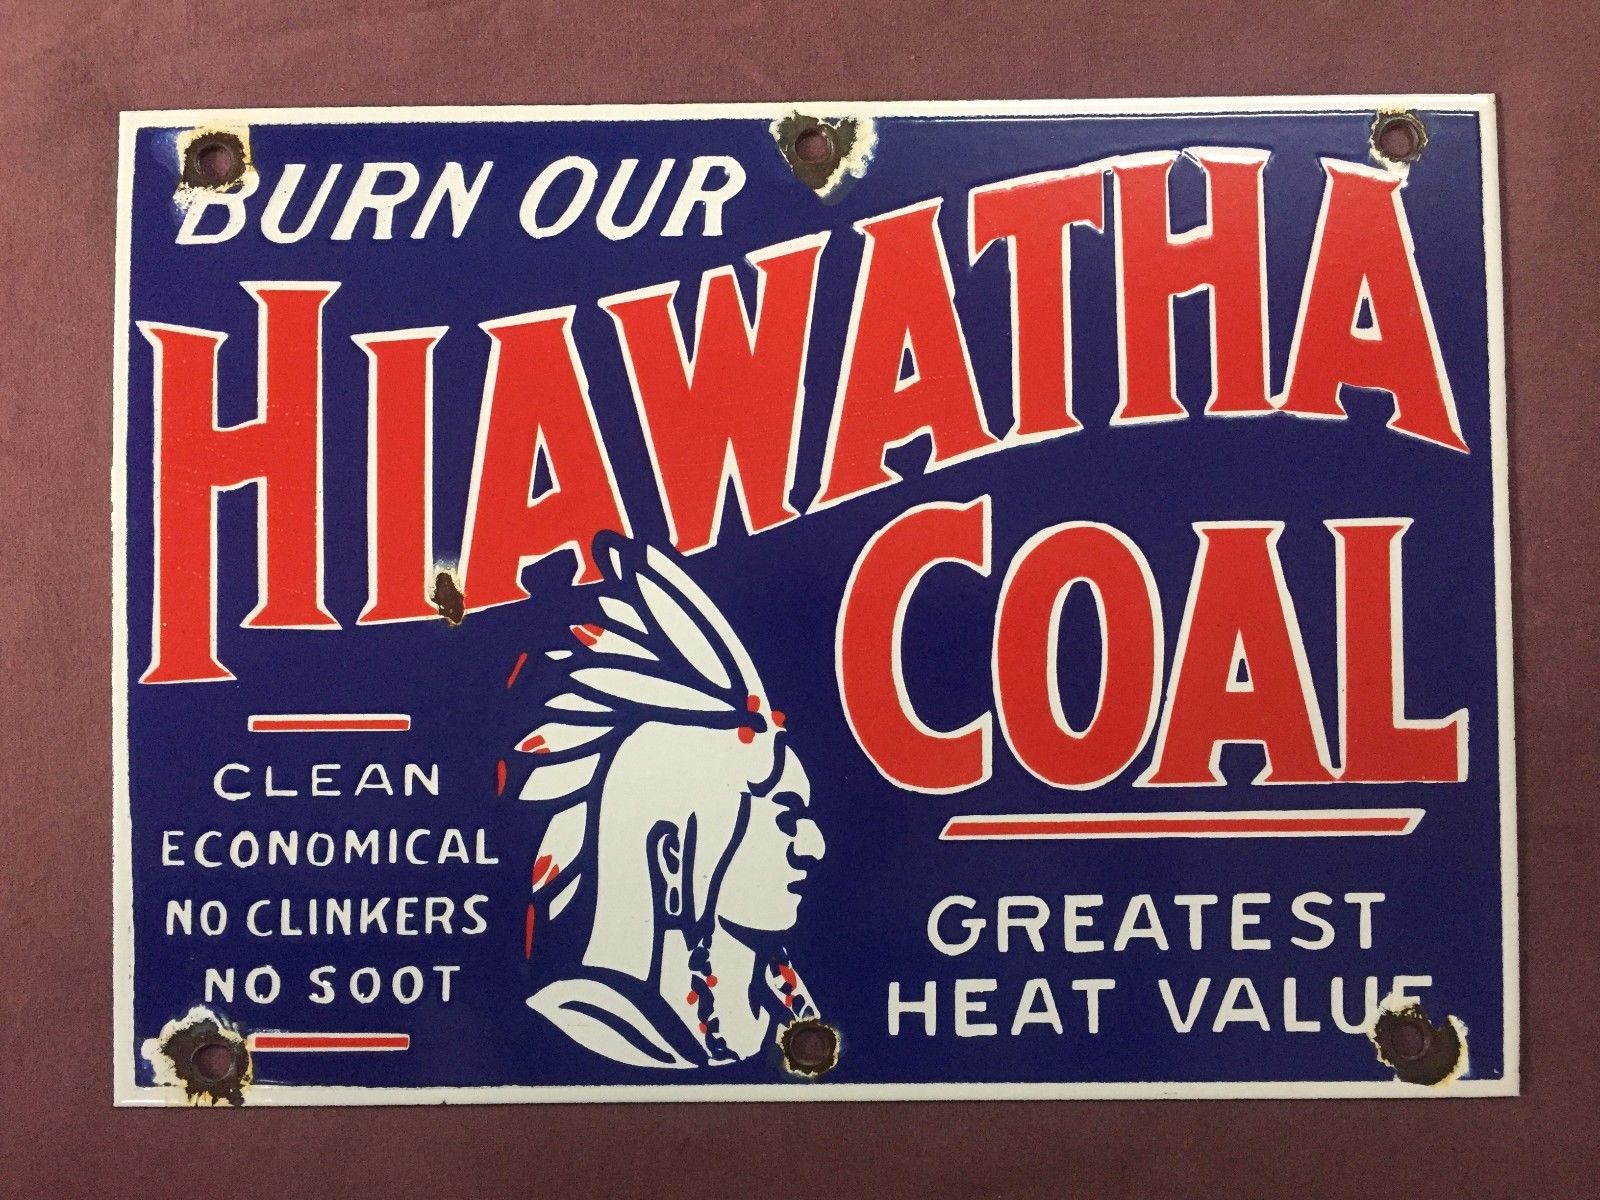 BURN OUR
HIAWATHA
COAL
CLEAN
ECONOMICAL
NO CLINKERS
NO SOOT
GREATEST
HEAT VALUE